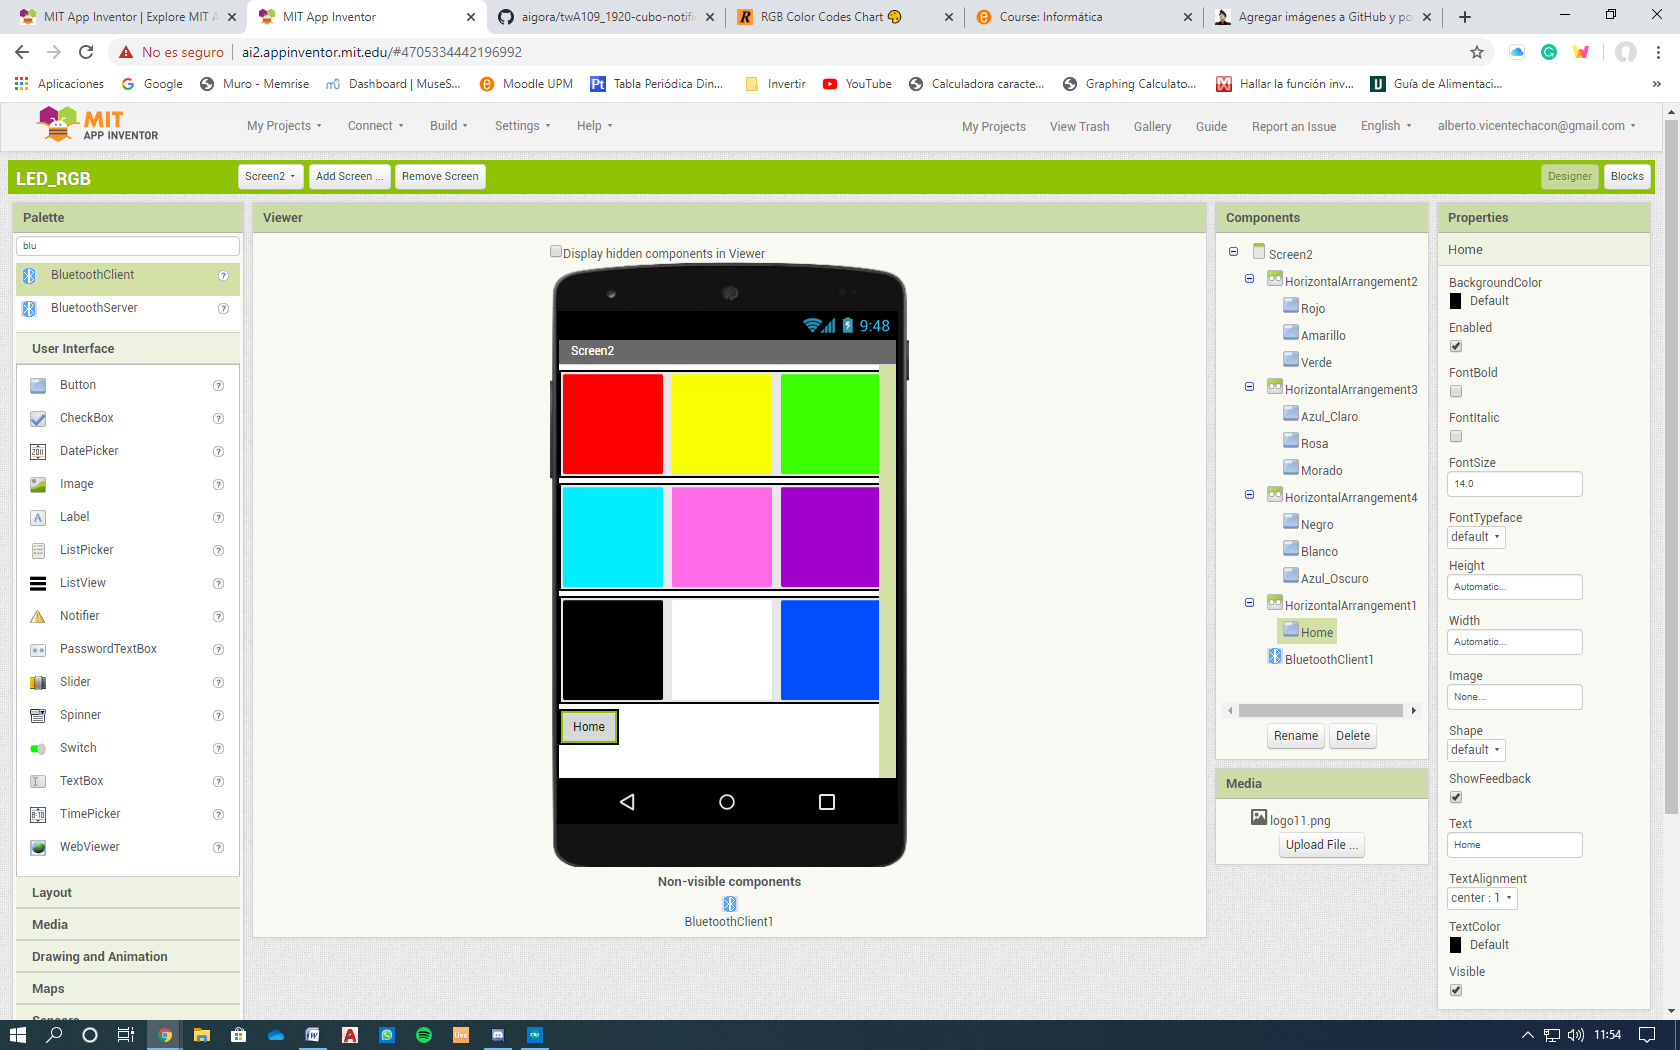 MIT App Inventor | Explore MIT A
MIT App Inventor
aigora/twA109_1920-cubo-notifi
RGB Color Codes Chart
Course: Informática
Agregar imágenes a GitHub y po
No es seguro
ai2.appinventor.mit.edu/#4705334442196992
Aplicaciones
Google
Muro - Memrise
Dashboard | MuseS...
Moodle UPM
Tabla Periódica Din...
Invertir
YouTube
Calculadora caracte...
Graphing Calculato...
Hallar la función inv...
Guía de Alimentaci...
»
MIT
APP INVENTOR
My Projects
Connect
Build
Settings
Help
My Projects
View Trash
Gallery
Guide
Report an Issue
English
alberto.vicentechacon@gmail.com
LED_RGB
Screen2
Add Screen ...
Remove Screen
Designer
Blocks
Palette
blu
BluetoothClient
BluetoothServer
User Interface
Button
CheckBox
DatePicker
Image
Label
ListPicker
ListView
Notifier
PasswordTextBox
Slider
Spinner
Switch
TextBox
TimePicker
WebViewer
Layout
Media
Drawing and Animation
Maps
Sensors
Viewer
Display hidden components in Viewer
9:48
Screen2
Home
Non-visible components
BluetoothClient1
Components
Screen2
HorizontalArrangement2
Rojo
Amarillo
Verde
HorizontalArrangement3
Azul_Claro
Rosa
Morado
HorizontalArrangement4
Negro
Blanco
Azul_Oscuro
HorizontalArrangement1
Home
BluetoothClient1
Rename
Delete
Media
logo11.png
Upload File ...
Properties
Home
BackgroundColor
Default
Enabled
FontBold
FontItalic
FontSize
14.0
FontTypeface
default
Height
Automatic...
Width
Automatic...
Image
None...
Shape
default
ShowFeedback
Text
Home
TextAlignment
center : 1
TextColor
Default
Visible
11:54